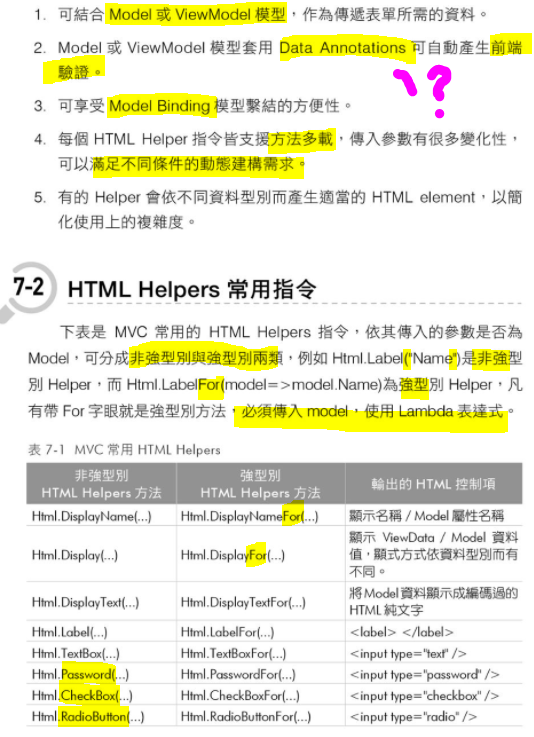 1. 可結合 Model 或 ViewModel 模型，作為傳遞表單所需的資料。
2. Model 或 ViewModel 模型套用 Data Annotations 可自動產生前端
驗證。
?
3. 可享受 Model Binding 模型繫結的方便性。
4. 每個 HTML Helper 指令皆支援方法多載，傳入參數有很多變化性，
可以滿足不同條件的動態建構需求。
5. 有的 Helper 會依不同資料型別而產生適當的 HTML element，以簡
化使用上的複雜度。
7-2 HTML Helpers 常用指令
下表是 MVC 常用的 HTML Helpers 指令，依其傳入的參數是否為
Model，可分成非強型別與強型別兩類，例如 Html.Label("Name")是非強型
別 Helper，而 Html.LabelFor(model=>model.Name)為強型別 Helper，凡
有帶 For 字眼就是強型別方法，必須傳入 model，使用 Lambda 表達式。
表 7-1 MVC 常用 HTML Helpers
非強型別
HTML Helpers 方法
強型別
HTML Helpers 方法
輸出的 HTML 控制項
Html.DisplayName(...) Html.DisplayNameFor(...) 顯示名稱 / Model 屬性名稱
Html.Display(...) Html.DisplayFor(...) 顯示 ViewData / Model 資料
值，顯式方式依資料型別而有
不同。
Html.DisplayText(...) Html.DisplayTextFor(...) 將Model資料顯示成編碼過的
HTML純文字
Html.Label(...) Html.LabelFor(...) <label> </label>
Html.TextBox(...) Html.TextBoxFor(...) <input type="text" />
Html.Password(...) Html.PasswordFor(...) <input type="password" />
Html.CheckBox(...) Html.CheckBoxFor(...) <input type="checkbox" />
Html.RadioButton(...) Html.RadioButtonFor(...) <input type="radio" />